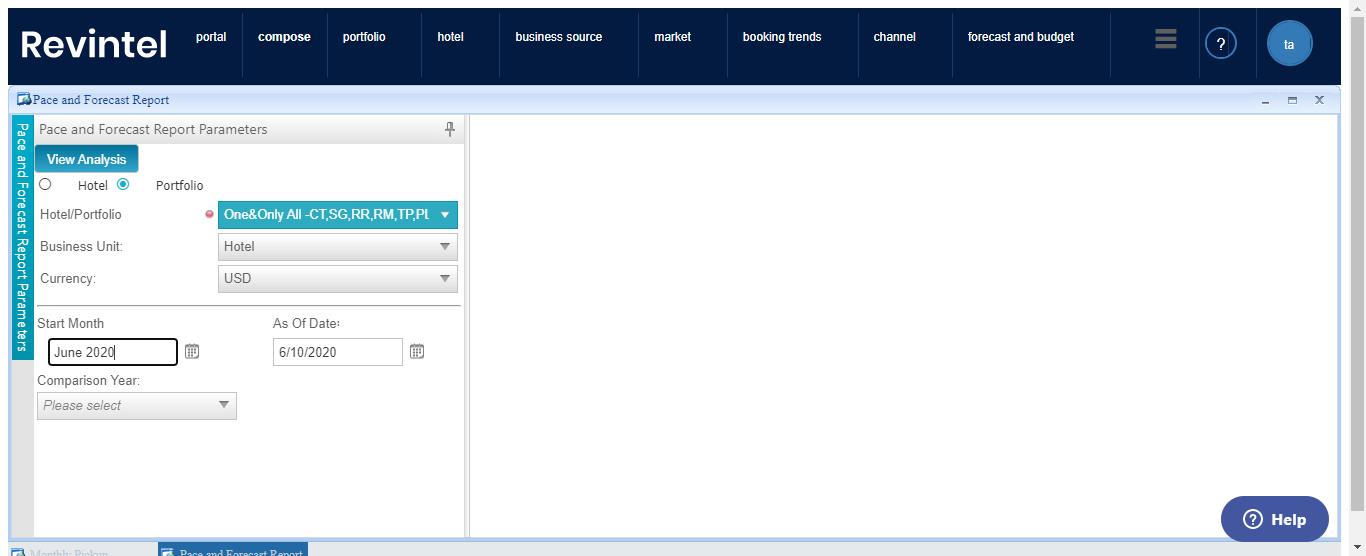 Revintel
portal
compose
portfolio
hotel
business source
market
booking trends
channel
forecast and budget
?
ta
Pace and Forecast Report
Pace and Forecast Report Parameters
Pace and Forecast Report Parameters
View Analysis
Hotel
Portfolio
Hotel/Portfolio
One&Only All -CT,SG,RR,RM,TP,PL
Business Unit:
Hotel
Currency:
USD
Start Month
As Of Date:
June 2020
6/10/2020
Comparison Year:
Please select
? Help
Monthly Pickup
Pace and Forecast Report